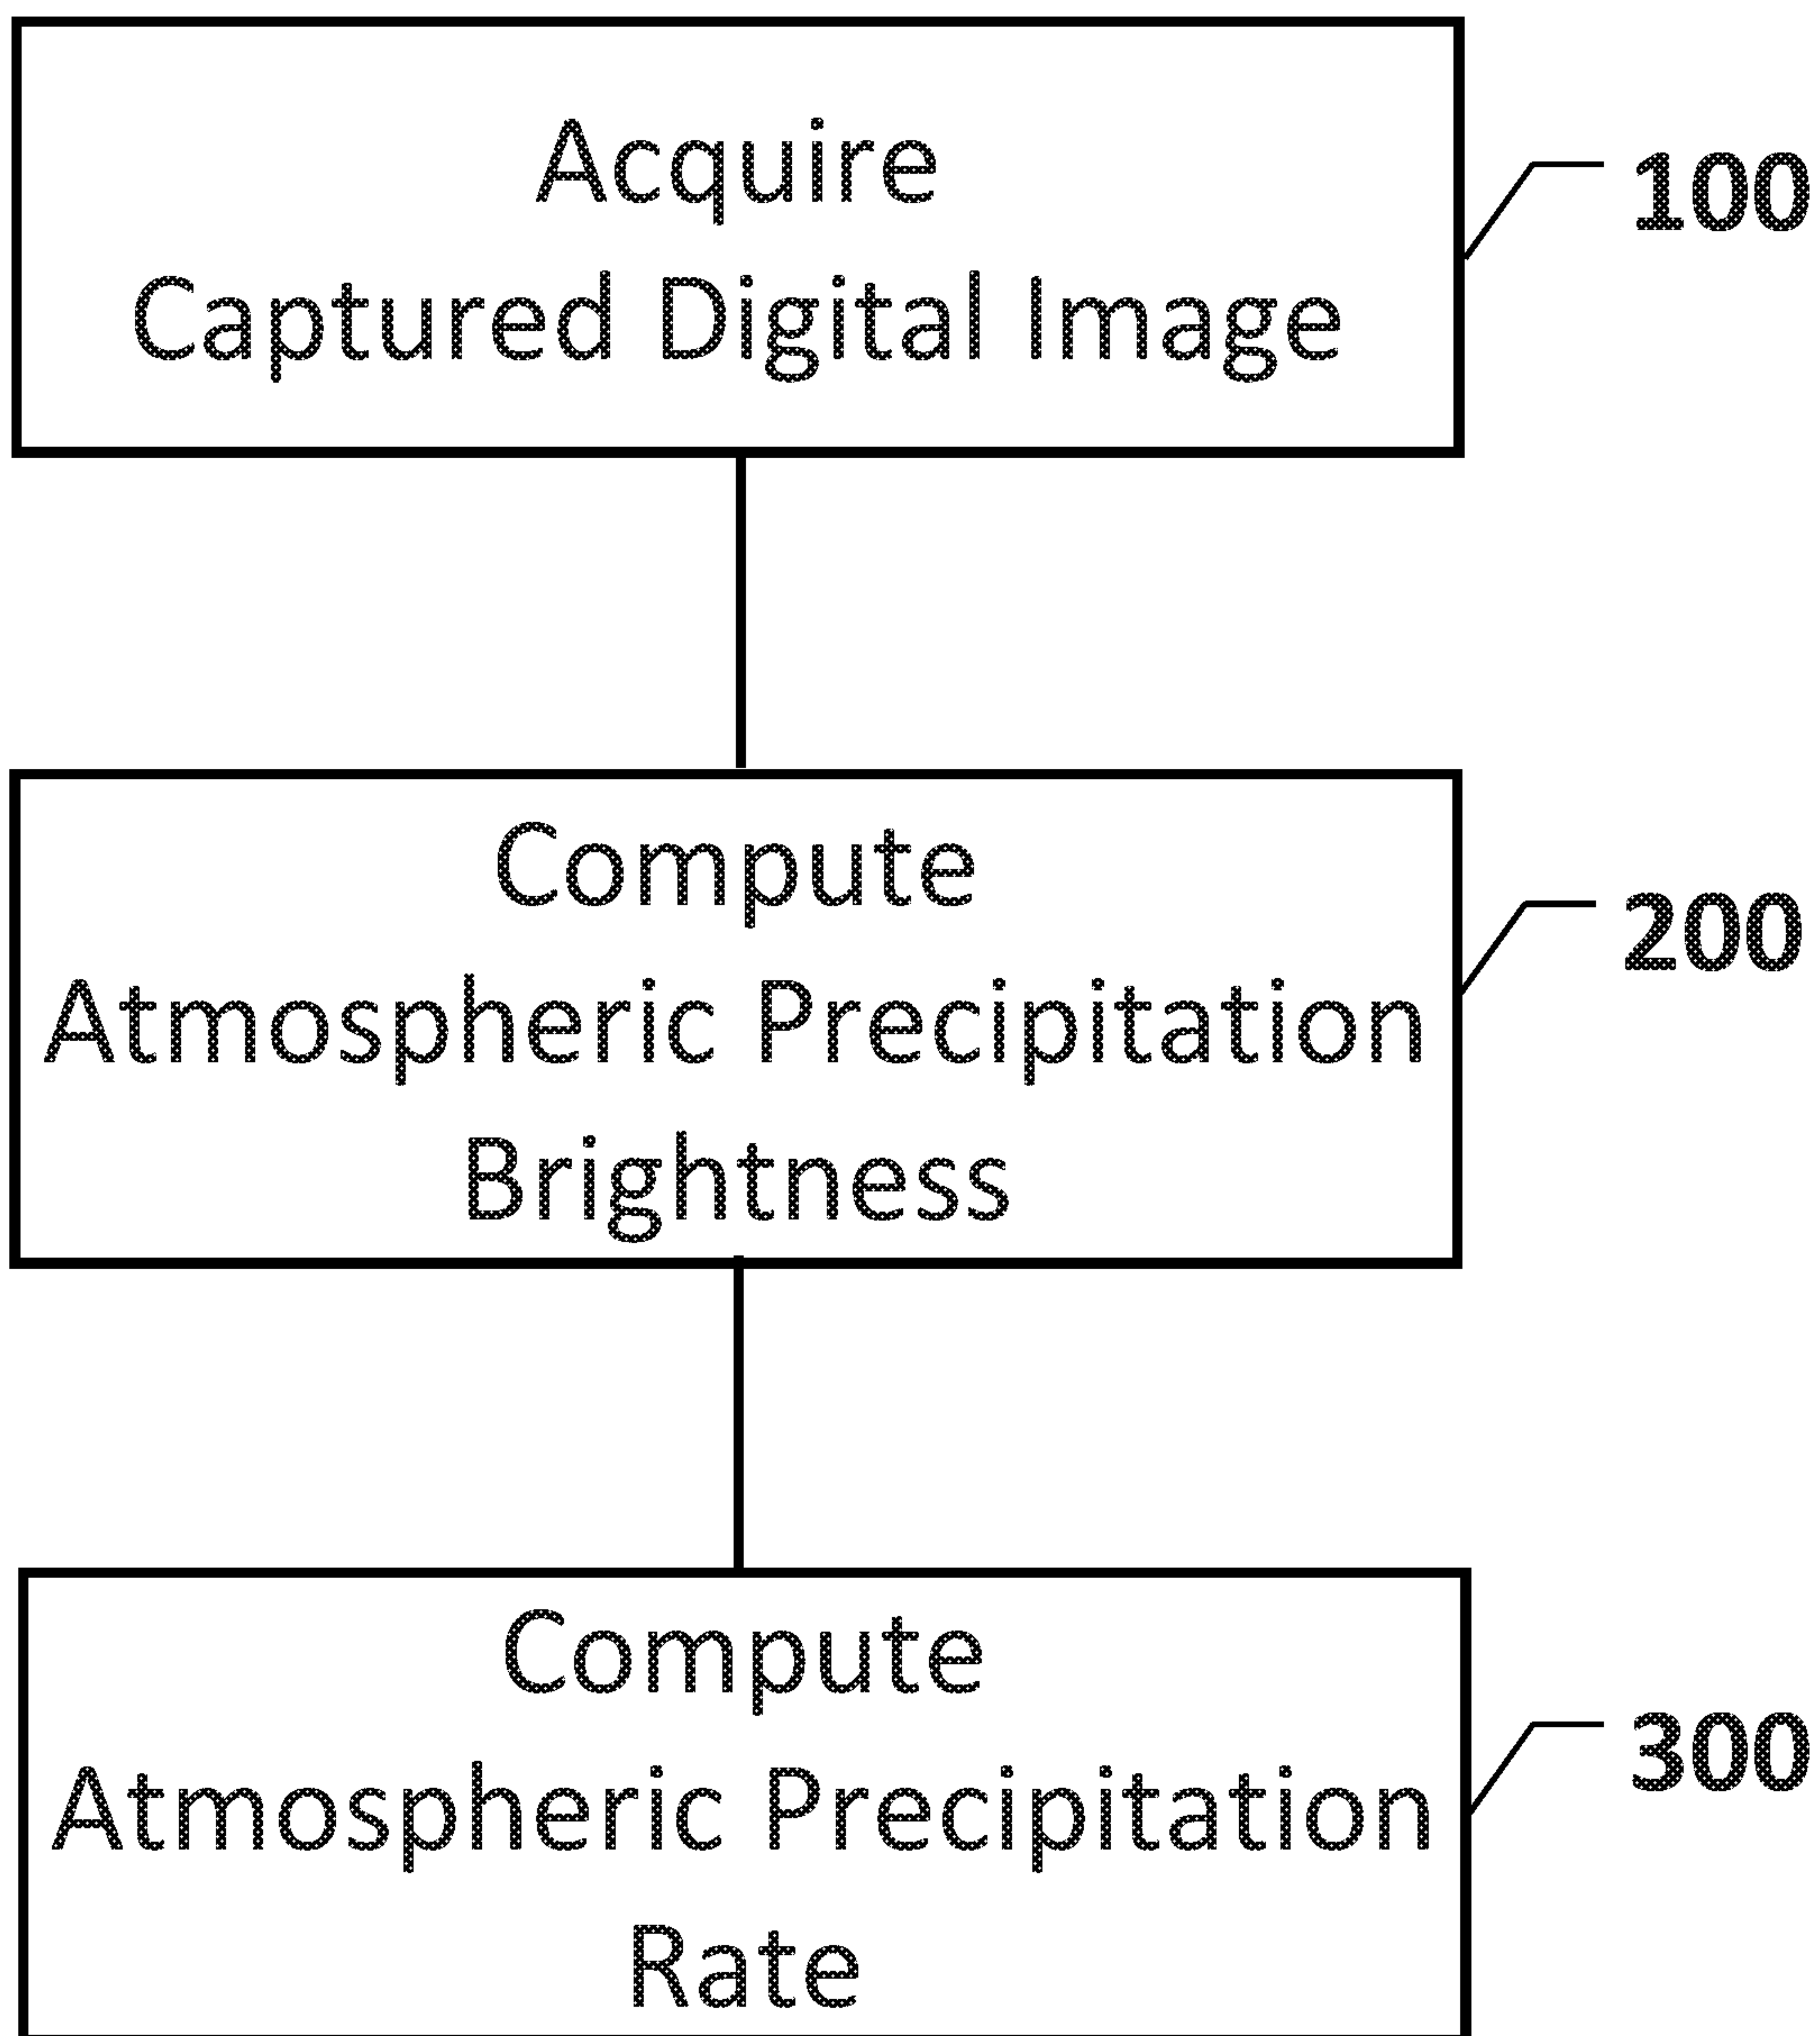 Acquire
Captured Digital Image
100
Compute
Atmospheric Precipitation
Brightness
200
Compute
Atmospheric Precipitation
Rate
300